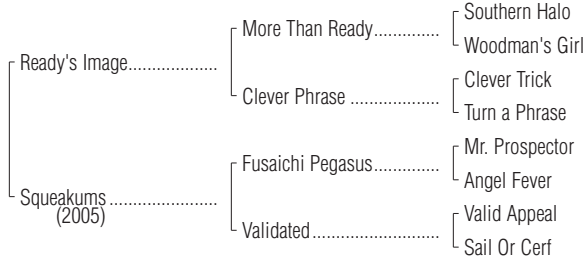 Southern Halo
More Than Ready..............
Woodman's Girl
Ready's Image...................
Clever Trick
Clever Phrase ...................
Turn a Phrase
Mr. Prospector
Fusaichi Pegasus..............
Angel Fever
Squeakums .......................
(2005)
Valid Appeal
Validated...........................
Sail Or Cerf